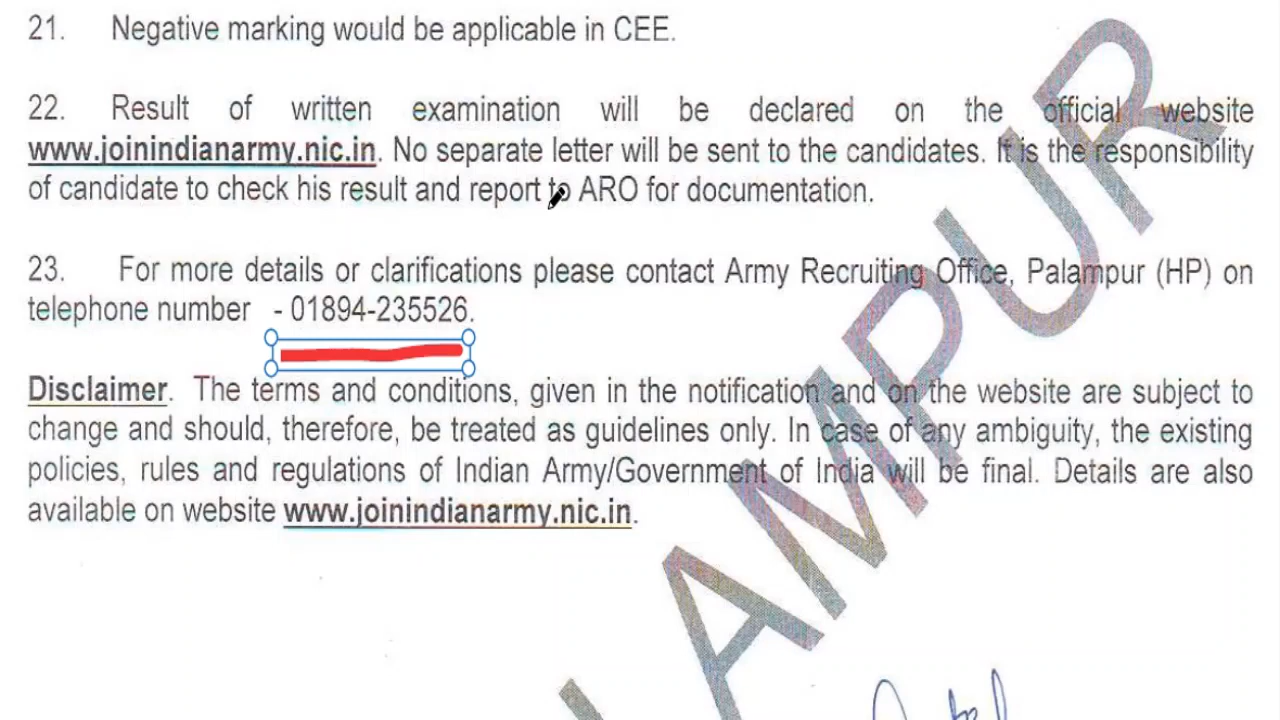 21. Negative marking would be applicable in CEE.
22. Result of written examination will be declared on the official website
www.joinindianarmy.nic.in. No separate letter will be sent to the candidates. It is the responsibility
of candidate to check his result and report to ARO for documentation.
23. For more details or clarifications please contact Army Recruiting Office, Palampur (HP) on
telephone number - 01894-235526.
Disclaimer. The terms and conditions, given in the notification and on the website are subject to
change and should, therefore, be treated as guidelines only. In case of any ambiguity, the existing
policies, rules and regulations of Indian Army/Government of India will be final. Details are also
available on website www.joinindianarmy.nic.in.
LAMPUR